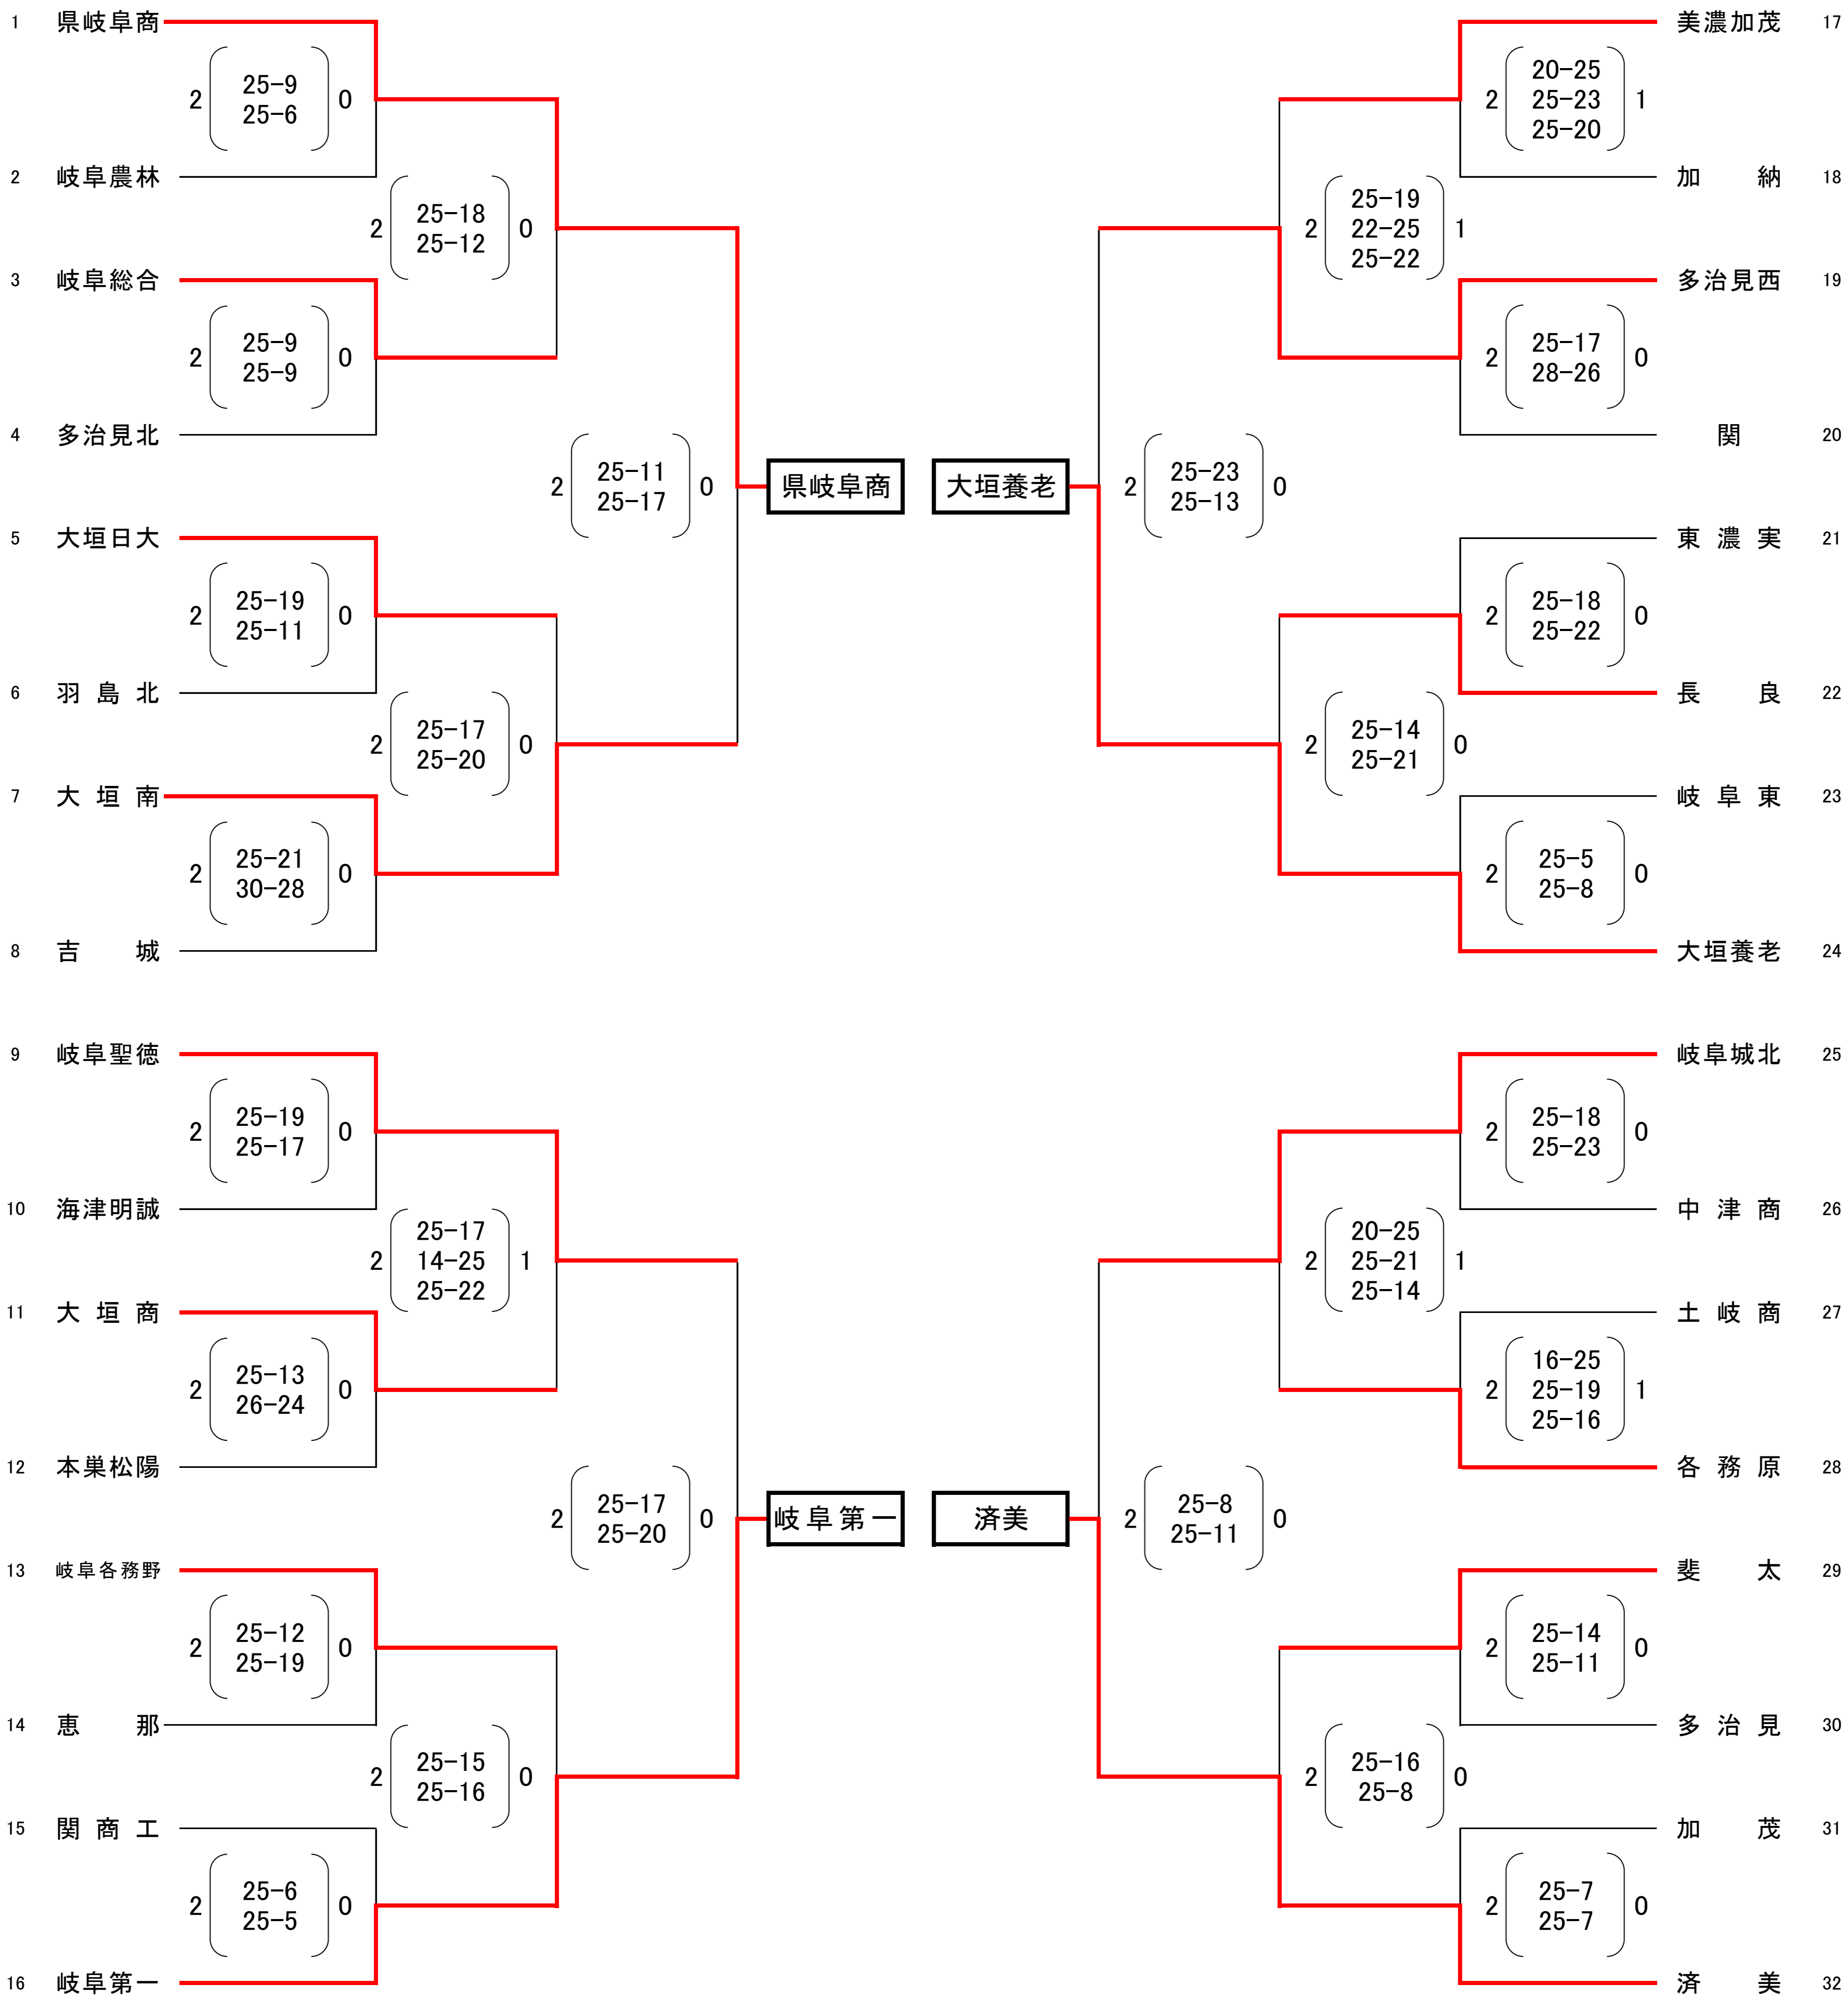 1 県岐阜商
2 ( 25-9 25-6 ) 0
2 岐阜農林
2 ( 25-18 25-12 ) 0
3 岐阜総合
2 ( 25-9 25-9 ) 0
4 多治見北
2 ( 25-11 25-17 ) 0
県岐阜商
5 大垣日大
2 ( 25-19 25-11 ) 0
6 羽島北
2 ( 25-17 25-20 ) 0
7 大垣南
2 ( 25-21 30-28 ) 0
8 吉城
9 岐阜聖徳
2 ( 25-19 25-17 ) 0
10 海津明誠
2 ( 25-17 14-25 25-22 ) 1
11 大垣商
2 ( 25-13 26-24 ) 0
12 本巣松陽
2 ( 25-17 25-20 ) 0
岐阜第一
13 岐阜各務野
2 ( 25-12 25-19 ) 0
14 恵那
2 ( 25-15 25-16 ) 0
15 関商工
2 ( 25-6 25-5 ) 0
16 岐阜第一
美濃加茂 17
2 ( 20-25 25-23 25-20 ) 1
加納 18
2 ( 25-19 22-25 25-22 ) 1
多治見西 19
2 ( 25-17 28-26 ) 0
関 20
大垣養老
2 ( 25-23 25-13 ) 0
東濃実 21
2 ( 25-18 25-22 ) 0
長良 22
2 ( 25-14 25-21 ) 0
岐阜東 23
2 ( 25-5 25-8 ) 0
大垣養老 24
岐阜城北 25
2 ( 25-18 25-23 ) 0
中津商 26
2 ( 20-25 25-21 25-14 ) 1
土岐商 27
2 ( 16-25 25-19 25-16 ) 1
各務原 28
済美
2 ( 25-8 25-11 ) 0
斐太 29
2 ( 25-14 25-11 ) 0
多治見 30
2 ( 25-16 25-8 ) 0
加茂 31
2 ( 25-7 25-7 ) 0
済美 32